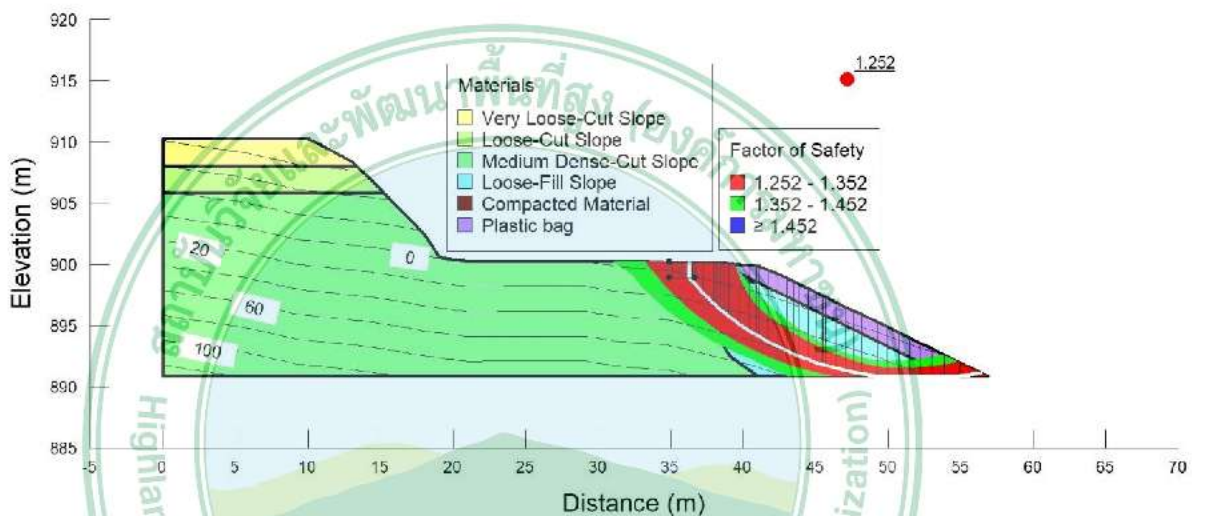 920
915
910
905
900
895
890
885
Elevation (m)
1.252
Materials
Very Loose-Cut Slope
Loose-Cut Slope
Medium Dense-Cut Slope
Loose-Fill Slope
Compacted Material
Plastic bag
Factor of Safety
1.252 - 1.352
1.352 - 1.452
≥ 1.452
20
0
60
100
-5 0 5 10 15 20 25 30 35 40 45 50 55 60 65 70
Distance (m)